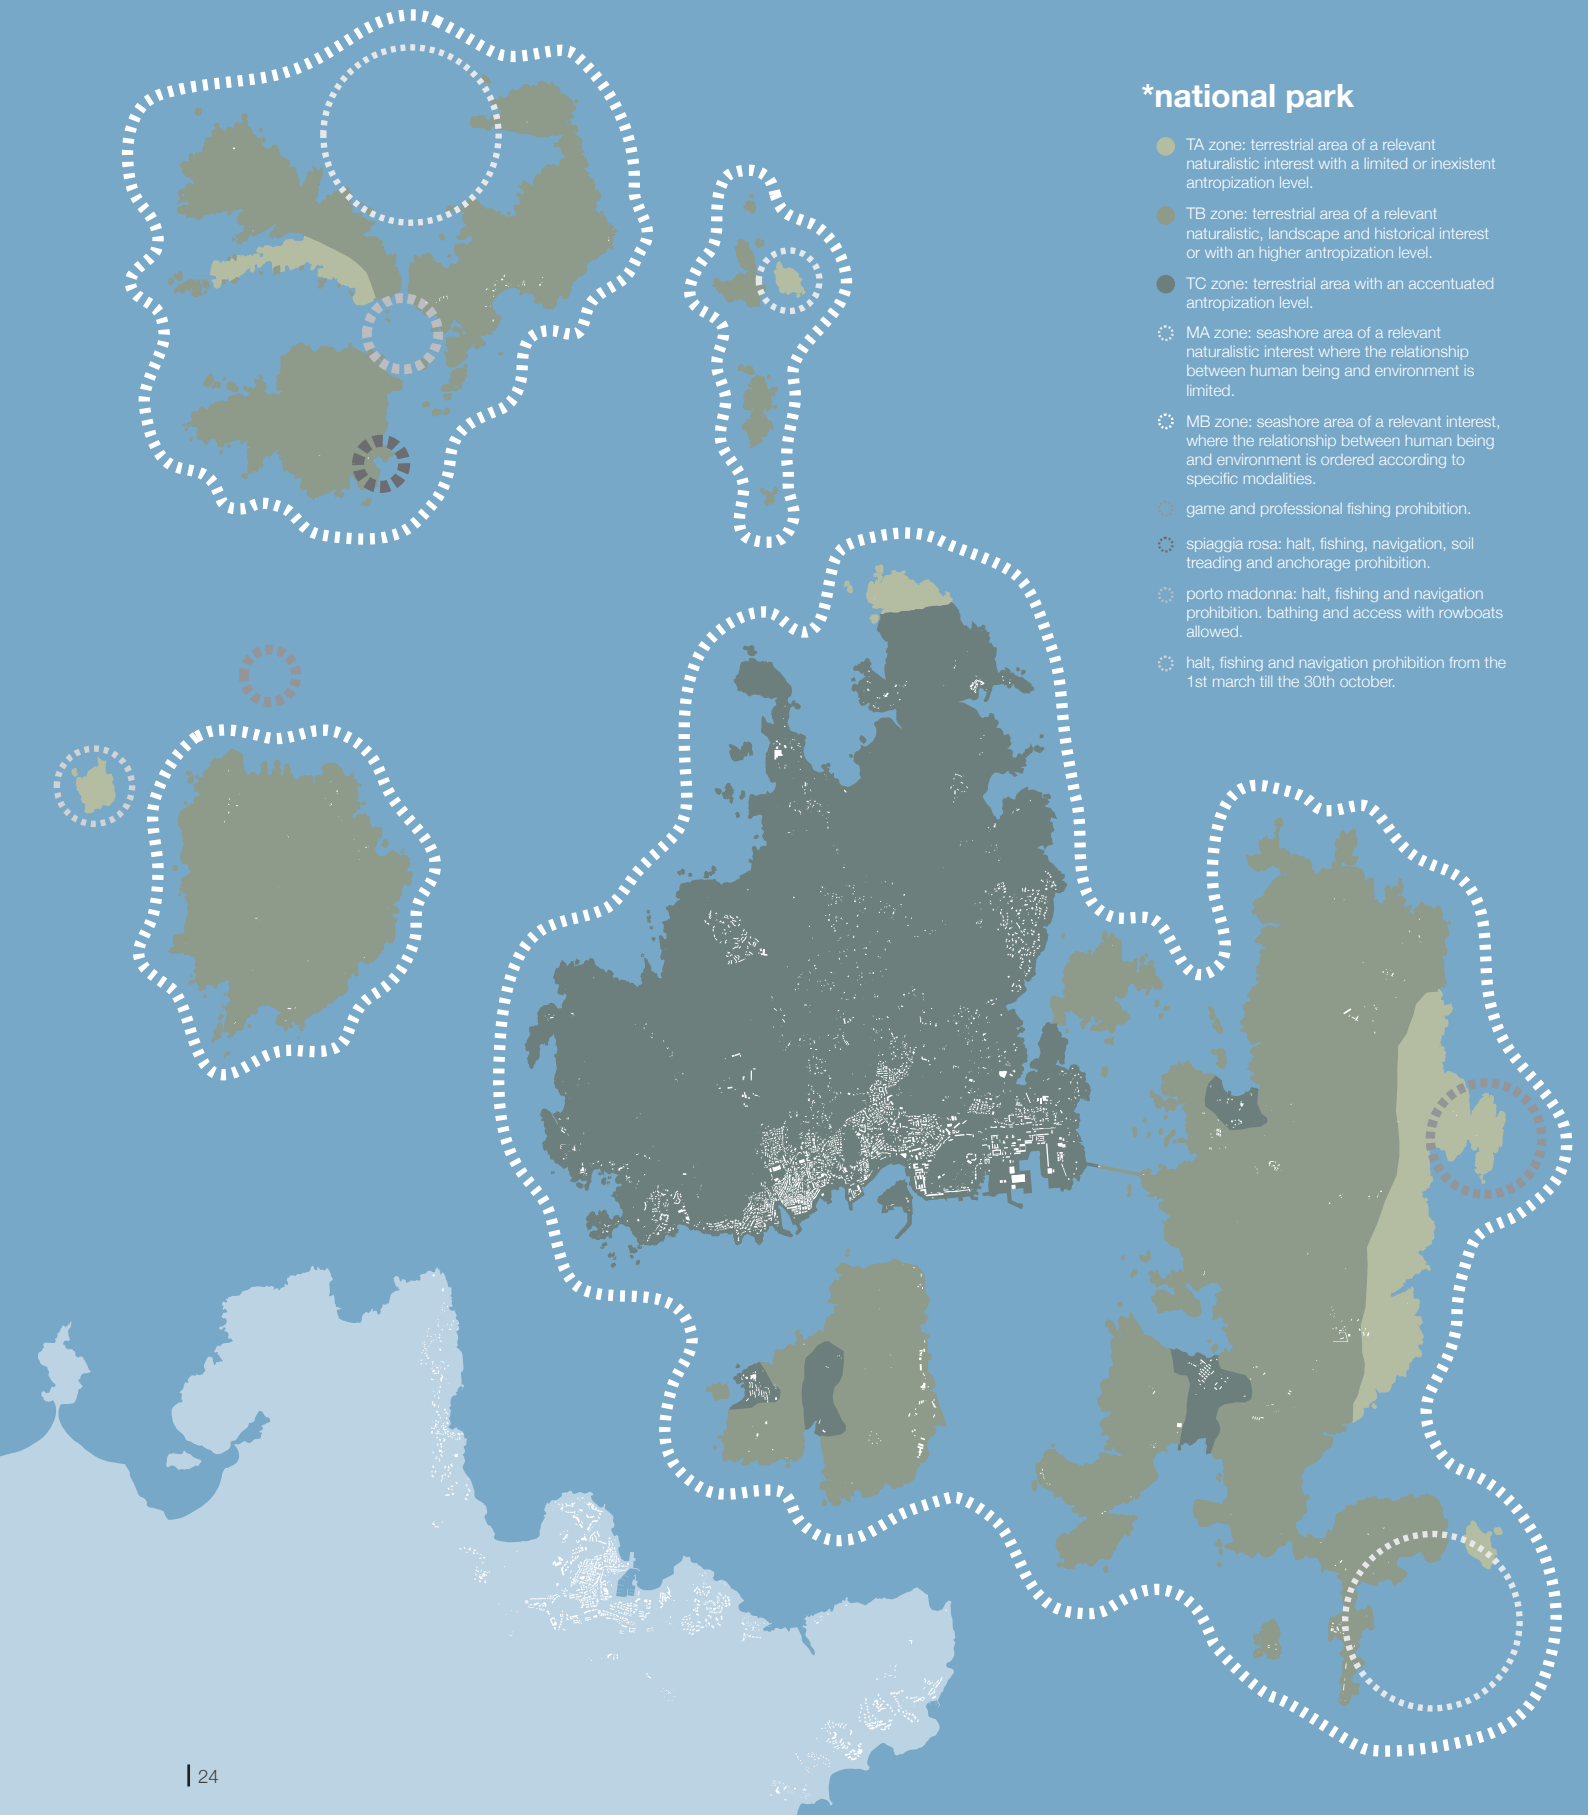 *national park
TA zone: terrestrial area of a relevant
naturalistic interest with a limited or inexistent
antropization level.
TB zone: terrestrial area of a relevant
naturalistic, landscape and historical interest
or with an higher antropization level.
TC zone: terrestrial area with an accentuated
antropization level.
MA zone: seashore area of a relevant
naturalistic interest where the relationship
between human being and environment is
limited.
MB zone: seashore area of a relevant interest,
where the relationship between human being
and environment is ordered according to
specific modalities.
game and professional fishing prohibition.
spiaggia rosa: halt, fishing, navigation, soil
treading and anchorage prohibition.
porto madonna: halt, fishing and navigation
prohibition. bathing and access with rowboats
allowed.
halt, fishing and navigation prohibition from the
1st march till the 30th october.
24